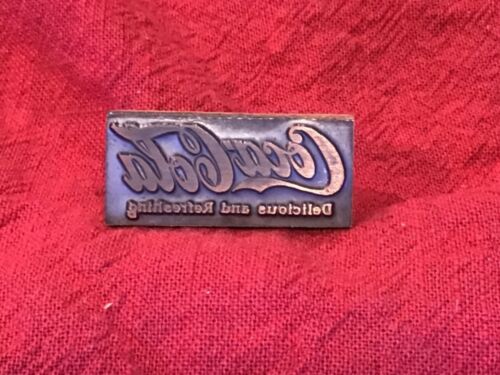 Coca-Cola
Delicious and Refreshing